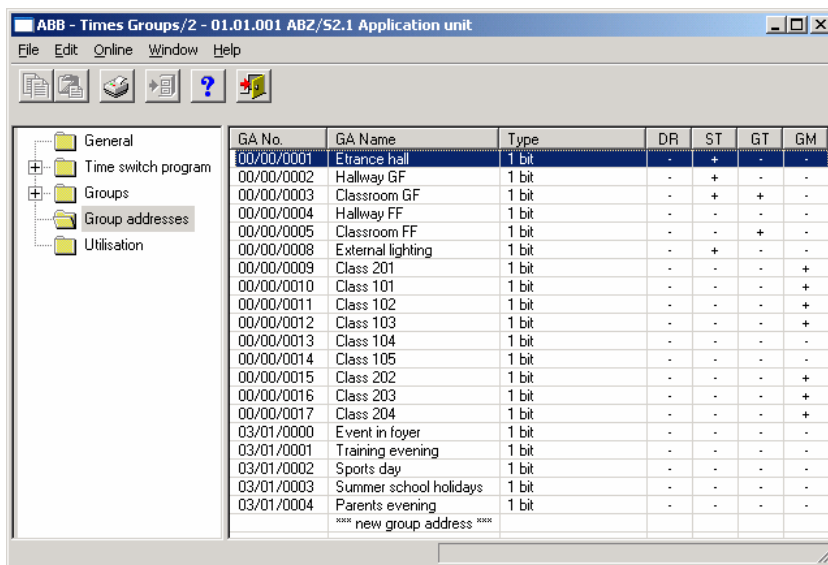 ABB - Times Groups/2 - 01.01.001 ABZ/S2.1 Application unit
File Edit Online Window Help
General
Time switch program
Groups
Group addresses
Utilisation
GA No. GA Name Type DR ST GT GM
00/00/0001 Etrance hall 1 bit - + - -
00/00/0002 Hallway GF 1 bit - + - -
00/00/0003 Classroom GF 1 bit - + + -
00/00/0004 Hallway FF 1 bit - - - -
00/00/0005 Classroom FF 1 bit - - + -
00/00/0008 External lighting 1 bit - + - -
00/00/0009 Class 201 1 bit - - - +
00/00/0010 Class 101 1 bit - - - +
00/00/0011 Class 102 1 bit - - - +
00/00/0012 Class 103 1 bit - - - +
00/00/0013 Class 104 1 bit - - - -
00/00/0014 Class 105 1 bit - - - -
00/00/0015 Class 202 1 bit - - - +
00/00/0016 Class 203 1 bit - - - +
00/00/0017 Class 204 1 bit - - - +
03/01/0000 Event in foyer 1 bit - - - -
03/01/0001 Training evening 1 bit - - - -
03/01/0002 Sports day 1 bit - - - -
03/01/0003 Summer school holidays 1 bit - - - -
03/01/0004 Parents evening 1 bit - - - -
*** new group address ***